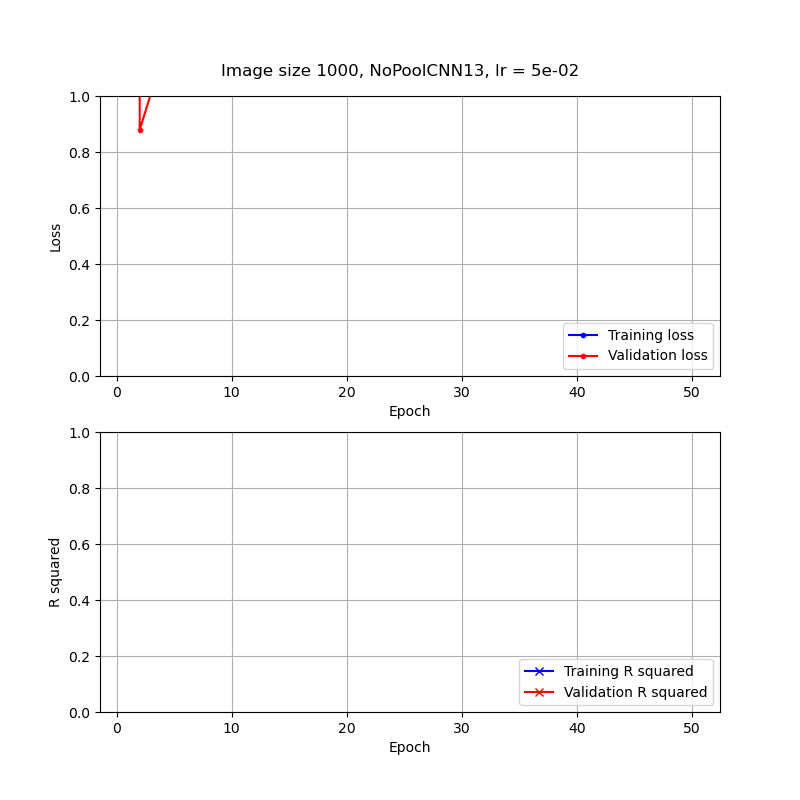 Image size 1000, NoPoolCNN13, lr = 5e-02
1.0
0.8
0.6
0.4
0.2
0.0
Loss
Training loss
Validation loss
0 10 20 30 40 50
Epoch
1.0
0.8
0.6
0.4
0.2
0.0
R squared
Training R squared
Validation R squared
0 10 20 30 40 50
Epoch